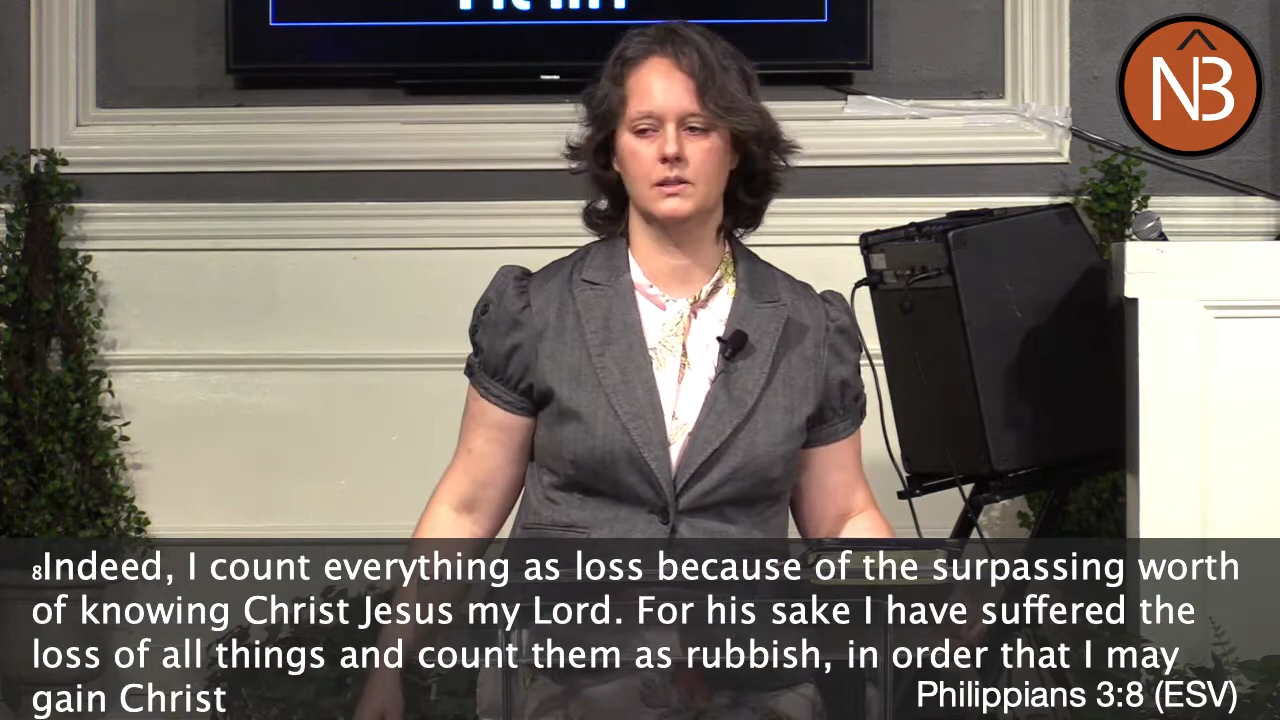 NB
8Indeed, I count everything as loss because of the surpassing worth
of knowing Christ Jesus my Lord. For his sake I have suffered the
loss of all things and count them as rubbish, in order that I may
gain Christ
Philippians 3:8 (ESV)